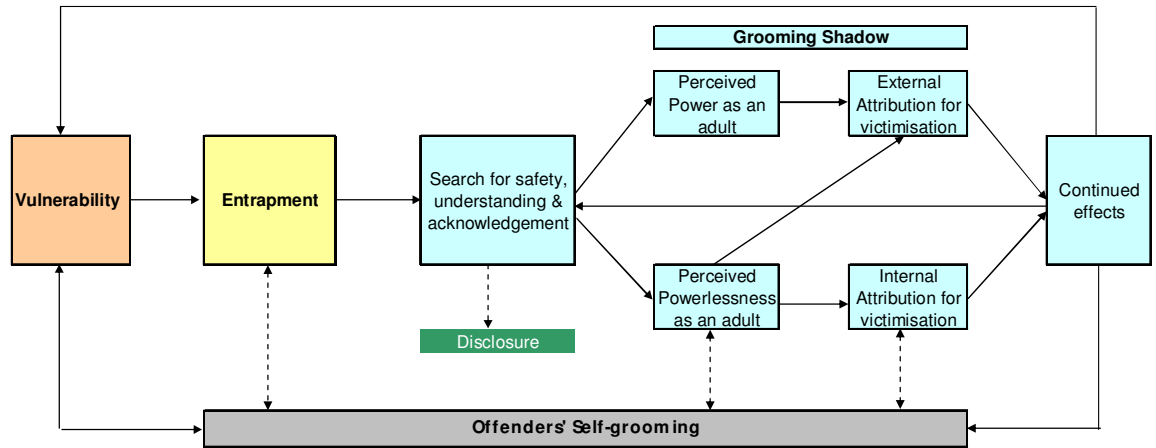 Grooming Shadow
Perceived
Power as an
adult
External
Attribution for
victimisation
Vulnerability
Entrapment
Search for safety,
understanding &
acknowledgement
Continued
effects
Perceived
Powerlessness
as an adult
Internal
Attribution for
victimisation
Disclosure
Offenders' Self-grooming